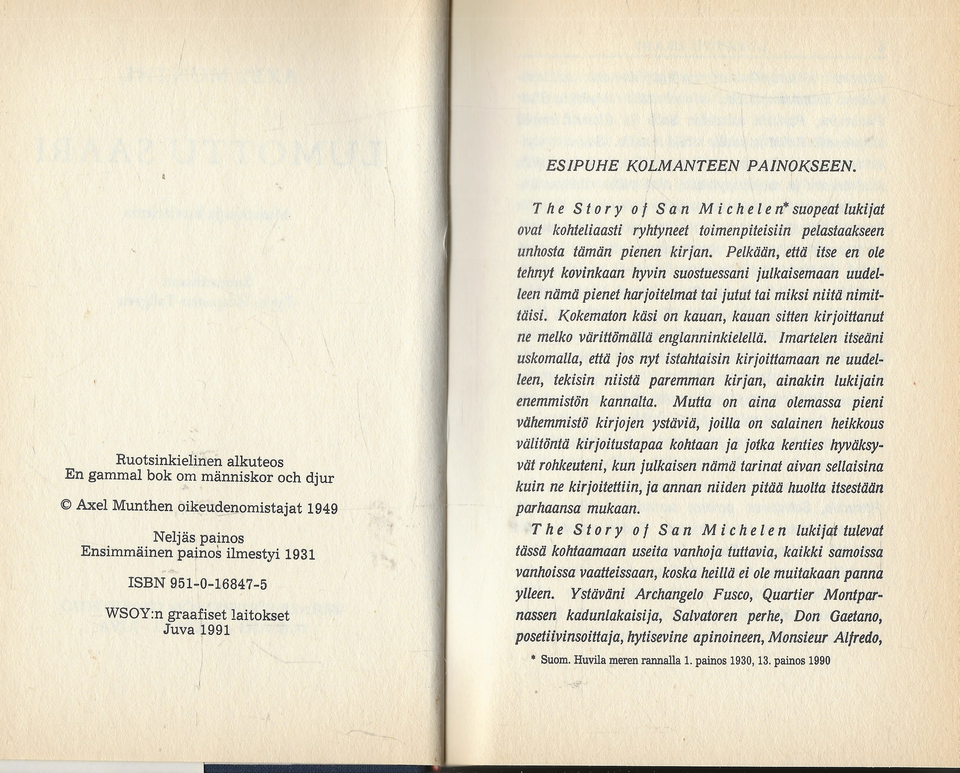 Ruotsinkielinen alkuteos
En gammal bok om människor och djur
© Axel Munthen oikeudenomistajat 1949
Neljäs painos
Ensimmäinen painos ilmestyi 1931
ISBN 951-0-16847-5
WSOY:n graafiset laitokset
Juva 1991
ESIPUHE KOLMANTEEN PAINOKSEEN.
The Story of San Michelen* suopeat lukijat
ovat kohteliaasti ryhtyneet toimenpiteisiin pelastaakseen
unhosta tämän pienen kirjan. Pelkään, että itse en ole
tehnyt kovinkaan hyvin suostuessani julkaisemaan uudel-
leen nämä pienet harjoitelmat tai jutut tai miksi niitä nimit-
täisi. Kokematon käsi on kauan, kauan sitten kirjoittanut
ne melko värittömällä englanninkielellä. Imartelen itseäni
uskomalla, että jos nyt istahtaisin kirjoittamaan ne uudel-
leen, tekisin niistä paremman kirjan, ainakin lukijain
enemmistön kannalta. Mutta on aina olemassa pieni
vähemmistö kirjojen ystäviä, joilla on salainen heikkous
välitöntä kirjoitustapaa kohtaan ja jotka kenties hyväksy-
vät rohkeuteni, kun julkaisen nämä tarinat aivan sellaisina
kuin ne kirjoitettiin, ja annan niiden pitää huolta itsestään
parhaansa mukaan.
The Story of San Michelen lukijat tulevat
tässä kohtaamaan useita vanhoja tuttavia, kaikki samoissa
vanhoissa vaatteissaan, koska heillä ei ole muitakaan panna
ylleen. Ystäväni Archangelo Fusco, Quartier Montpar-
nassen kadunlakaisija, Salvatoren perhe, Don Gaetano,
posetiivinsoittaja, hytisevine apinoineen, Monsieur Alfredo,
* Suom. Huvila meren rannalla 1. painos 1930, 13. painos 1990